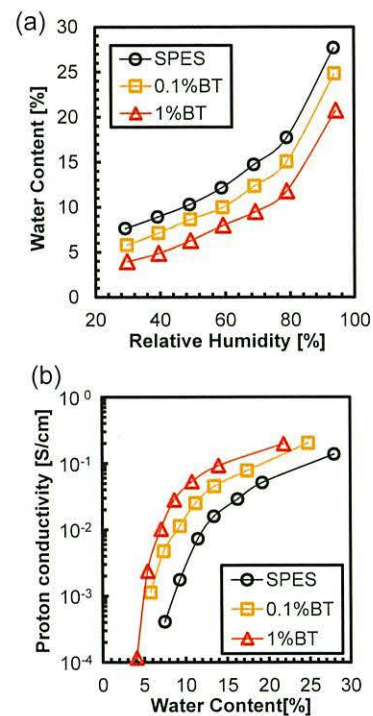 (a)
30
25
20
15
10
5
0
Water Content [%]
SPES
0.1%BT
1%BT
20 40 60 80 100
Relative Humidity [%]
(b)
10⁰
10⁻¹
10⁻²
10⁻³
10⁻⁴
Proton conductivity [S/cm]
SPES
0.1%BT
1%BT
0 5 10 15 20 25 30
Water Content[%]